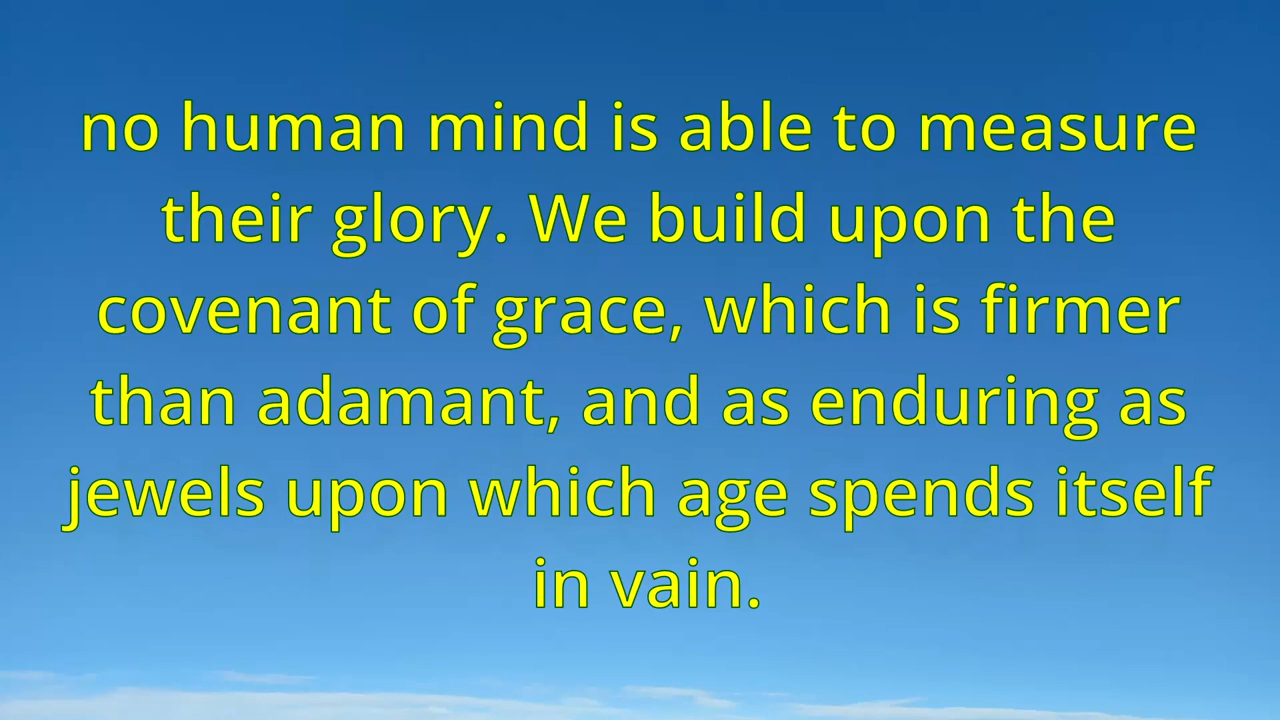 no human mind is able to measure
their glory. We build upon the
covenant of grace, which is firmer
than adamant, and as enduring as
jewels upon which age spends itself
in vain.